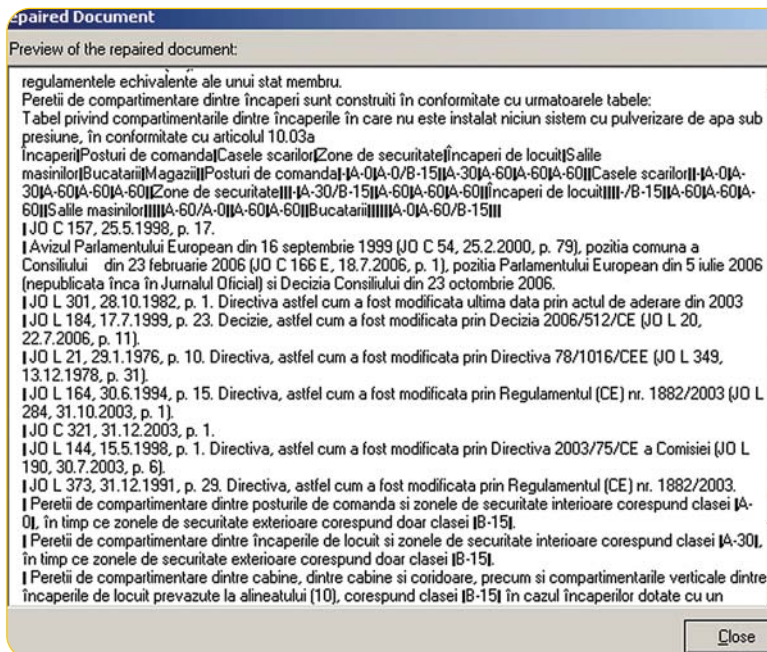 epaired Document
Preview of the repaired document:
regulamentele echivalente ale unui stat membru.
Peretii de compartimentare dintre încaperi sunt construiti în conformitate cu urmatoarele tabele:
Tabel privind compartimentarile dintre încaperile în care nu este instalat niciun sistem cu pulverizare de apa sub
presiune, în conformitate cu articolul 10.03a
Încaperi|Posturi de comanda|Casele scarilor|Zone de securitate|Încaperi de locuit|Salile
masinilor|Bucatarii|Magazii||Posturi de comanda|-|A-0|A-0/B-15||A-30|A-60|A-60|A-60||Casele scarilor||-|A-0|A-
30|A-60|A-60|A-60||Zone de securitate|||-|A-30/B-15||A-60|A-60|A-60||Încaperi de locuit||||-/B-15||A-60|A-60|A-
60||Salile masinilor|||||A-60/A-0||A-60|A-60||Bucatarii||||||A-0|A-60/B-15|||
| JO C 157, 25.5.1998, p. 17.
| Avizul Parlamentului European din 16 septembrie 1999 (JO C 54, 25.2.2000, p. 79), pozitia comuna a
Consiliului din 23 februarie 2006 (JO C 166 E, 18.7.2006, p. 1), pozitia Parlamentului European din 5 iulie 2006
(nepublicata înca în Jurnalul Oficial) si Decizia Consiliului din 23 octombrie 2006.
| JO L 301, 28.10.1982, p. 1. Directiva astfel cum a fost modificata ultima data prin actul de aderare din 2003
| JO L 184, 17.7.1999, p. 23. Decizie, astfel cum a fost modificata prin Decizia 2006/512/CE (JO L 20,
22.7.2006, p. 11).
| JO L 21, 29.1.1976, p. 10. Directiva, astfel cum a fost modificata prin Directiva 78/1016/CEE (JO L 349,
13.12.1978, p. 31).
| JO L 164, 30.6.1994, p. 15. Directiva, astfel cum a fost modificata prin Regulamentul (CE) nr. 1882/2003 (JO L
284, 31.10.2003, p. 1).
| JO C 321, 31.12.2003, p. 1.
| JO L 144, 15.5.1998, p. 1. Directiva, astfel cum a fost modificata prin Directiva 2003/75/CE a Comisiei (JO L
190, 30.7.2003, p. 6).
| JO L 373, 31.12.1991, p. 29. Directiva, astfel cum a fost modificata prin Regulamentul (CE) nr. 1882/2003.
| Peretii de compartimentare dintre posturile de comanda si zonele de securitate interioare corespund clasei |A-
0|, în timp ce zonele de securitate exterioare corespund doar clasei |B-15|.
| Peretii de compartimentare dintre încaperile de locuit si zonele de securitate interioare corespund clasei |A-30|,
în timp ce zonele de securitate exterioare corespund doar clasei |B-15|.
| Peretii de compartimentare dintre cabine, dintre cabine si coridoare, precum si compartimentarile verticale dintre
încaperile de locuit prevazute la alineatului (10), corespund clasei |B-15| în cazul încaperilor dotate cu un
Close